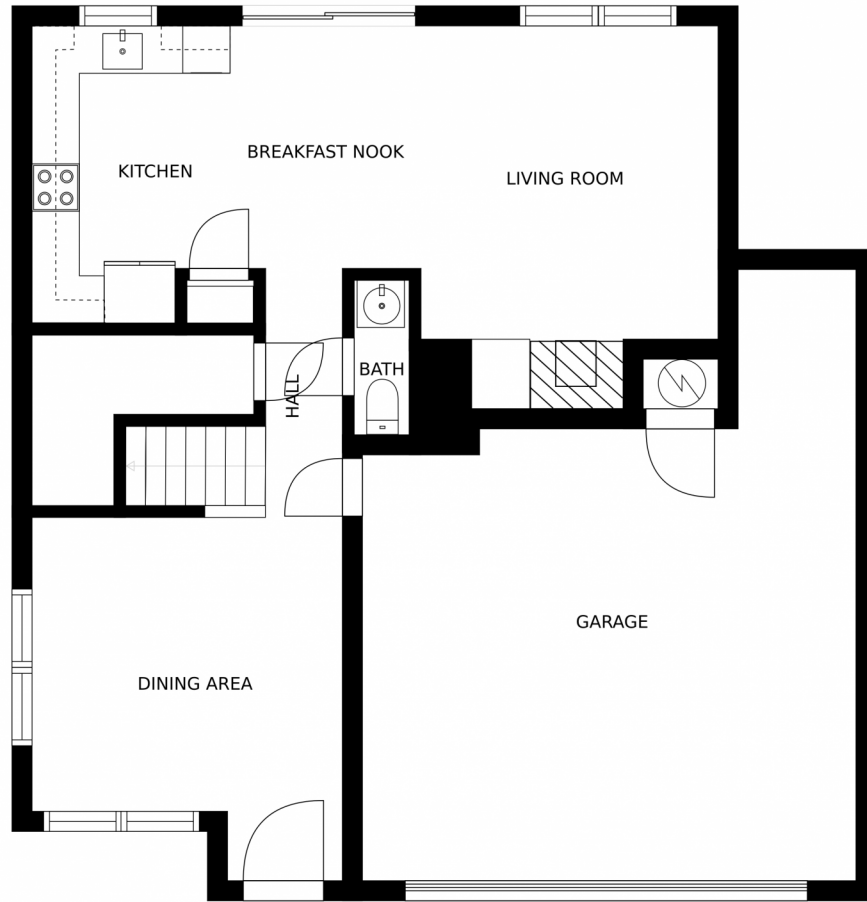 BREAKFAST NOOK
KITCHEN
LIVING ROOM
BATH
HALL
GARAGE
DINING AREA